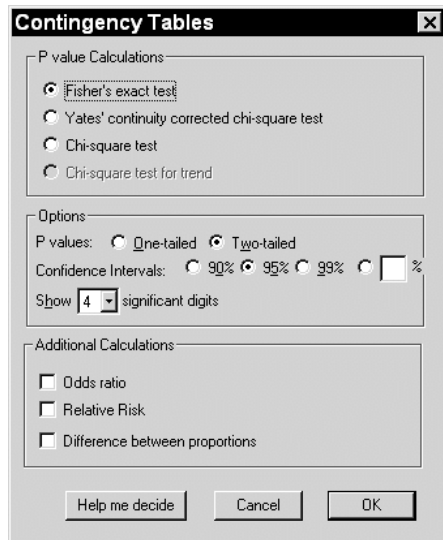 Contingency Tables
P value Calculations
Fisher's exact test
Yates' continuity corrected chi-square test
Chi-square test
Chi-square test for trend
Options
P values: One-tailed Two-tailed
Confidence Intervals: 90% 95% 99% %
Show 4 significant digits
Additional Calculations
Odds ratio
Relative Risk
Difference between proportions
Help me decide Cancel OK